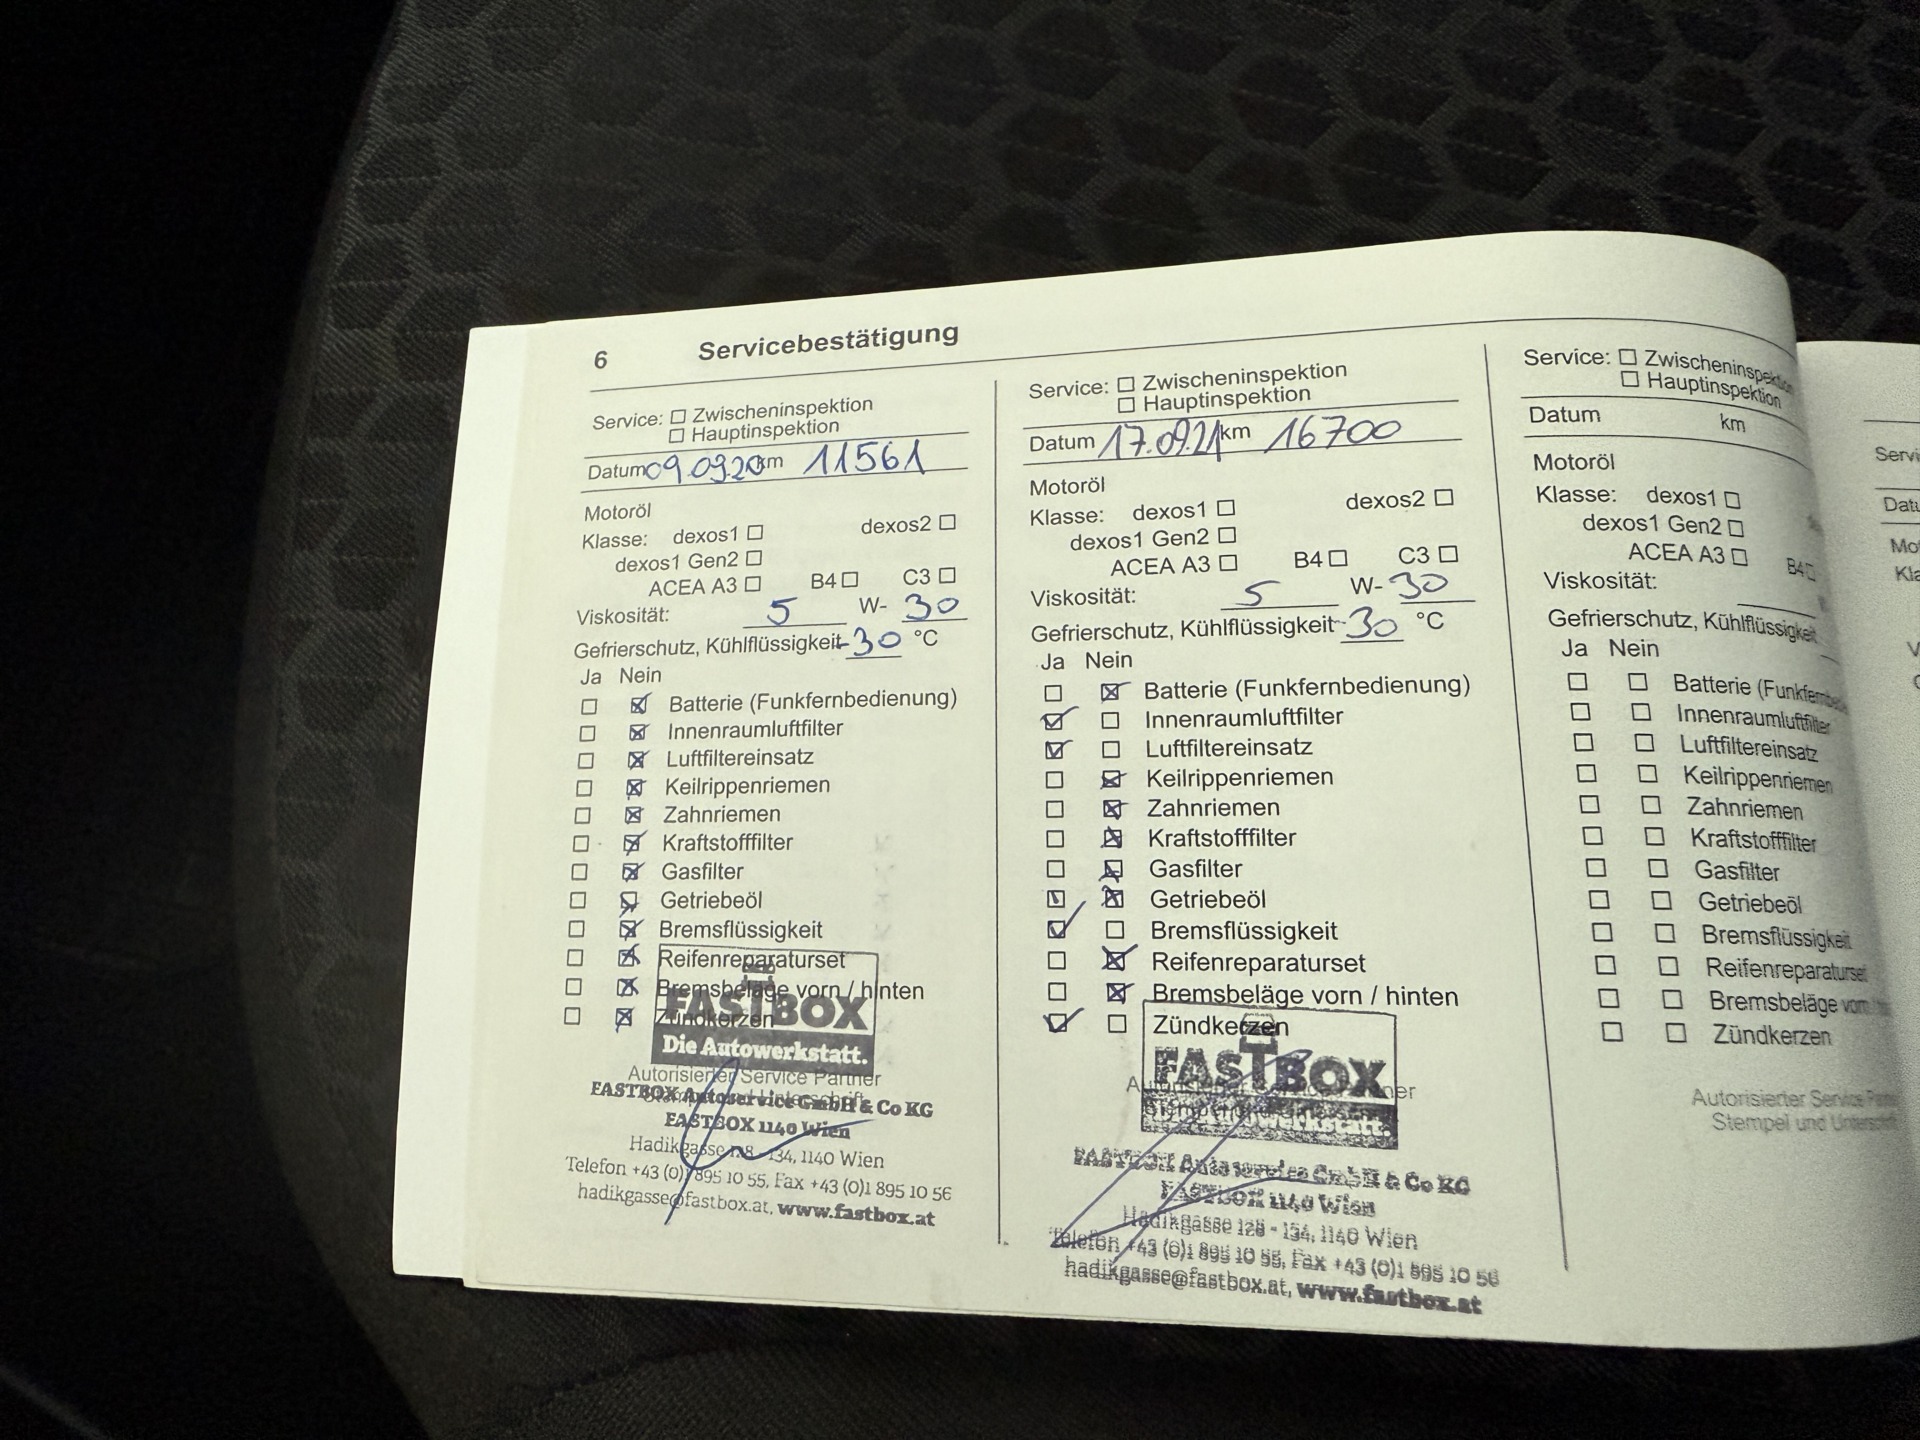 6 Servicebestätigung
Service: Zwischeninspektion
Hauptinspektion
Datum 09.03.20 km 11561
Motoröl
Klasse: dexos1 dexos2
dexos1 Gen2
ACEA A3 B4 C3
Viskosität: 5 W- 30
Gefrierschutz, Kühlflüssigkeit -30 °C
Ja Nein
Batterie (Funkfernbedienung)
Innenraumluftfilter
Luftfiltereinsatz
Keilrippenriemen
Zahnriemen
Kraftstofffilter
Gasfilter
Getriebeöl
Bremsflüssigkeit
Reifenreparaturset
Bremsbeläge vorn / hinten
Zündkerzen
FASTBOX
Die Autowerkstatt.
Autorisierter Service Partner
FASTBOX Autoservice GmbH & Co KG
FASTBOX 1140 Wien
Hadikgasse 128 - 134, 1140 Wien
Telefon +43 (0)1 895 10 55, Fax +43 (0)1 895 10 56
hadikgasse@fastbox.at, www.fastbox.at
Service: Zwischeninspektion
Hauptinspektion
Datum 17.09.21 km 16700
Motoröl
Klasse: dexos1 dexos2
dexos1 Gen2
ACEA A3 B4 C3
Viskosität: 5 W- 30
Gefrierschutz, Kühlflüssigkeit -30 °C
Ja Nein
Batterie (Funkfernbedienung)
Innenraumluftfilter
Luftfiltereinsatz
Keilrippenriemen
Zahnriemen
Kraftstofffilter
Gasfilter
Getriebeöl
Bremsflüssigkeit
Reifenreparaturset
Bremsbeläge vorn / hinten
Zündkerzen
FASTBOX
FASTBOX Autoservice GmbH & Co KG
FASTBOX 1140 Wien
Hadikgasse 128 - 134, 1140 Wien
Telefon +43 (0)1 895 10 55, Fax +43 (0)1 895 10 56
hadikgasse@fastbox.at, www.fastbox.at
Service: Zwischeninspektion
Hauptinspektion
Datum km
Motoröl
Klasse: dexos1
dexos1 Gen2
ACEA A3 B4
Viskosität:
Gefrierschutz, Kühlflüssigkeit
Ja Nein
Batterie
Innenraumluftfilter
Luftfiltereinsatz
Keilrippenriemen
Zahnriemen
Kraftstofffilter
Gasfilter
Getriebeöl
Bremsflüssigkeit
Reifenreparaturset
Bremsbeläge
Zündkerzen
Autorisierter Service
Stempel und